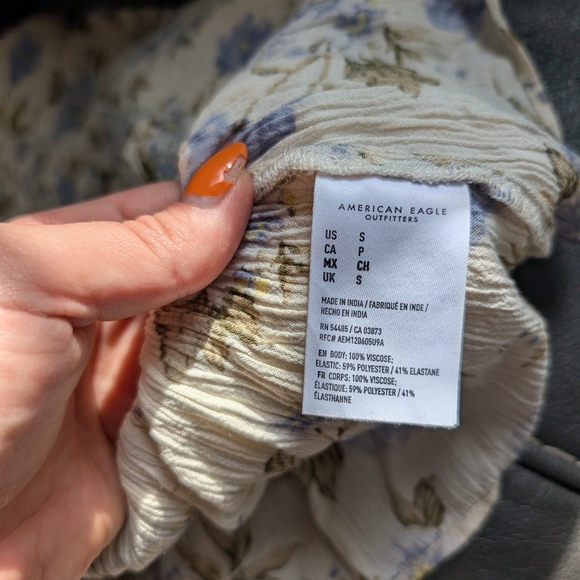 AMERICAN EAGLE
OUTFITTERS
US S
CA P
MX CH
UK S
MADE IN INDIA / FABRIQUÉ EN INDE /
HECHO EN INDIA
RN 54485 / CA 03873
RFC# AEM120605U9A
EN BODY: 100% VISCOSE;
ELASTIC: 59% POLYESTER / 41% ELASTANE
FR CORPS: 100% VISCOSE;
ÉLASTIQUE: 59% POLYESTER / 41%
ÉLASTHANNE